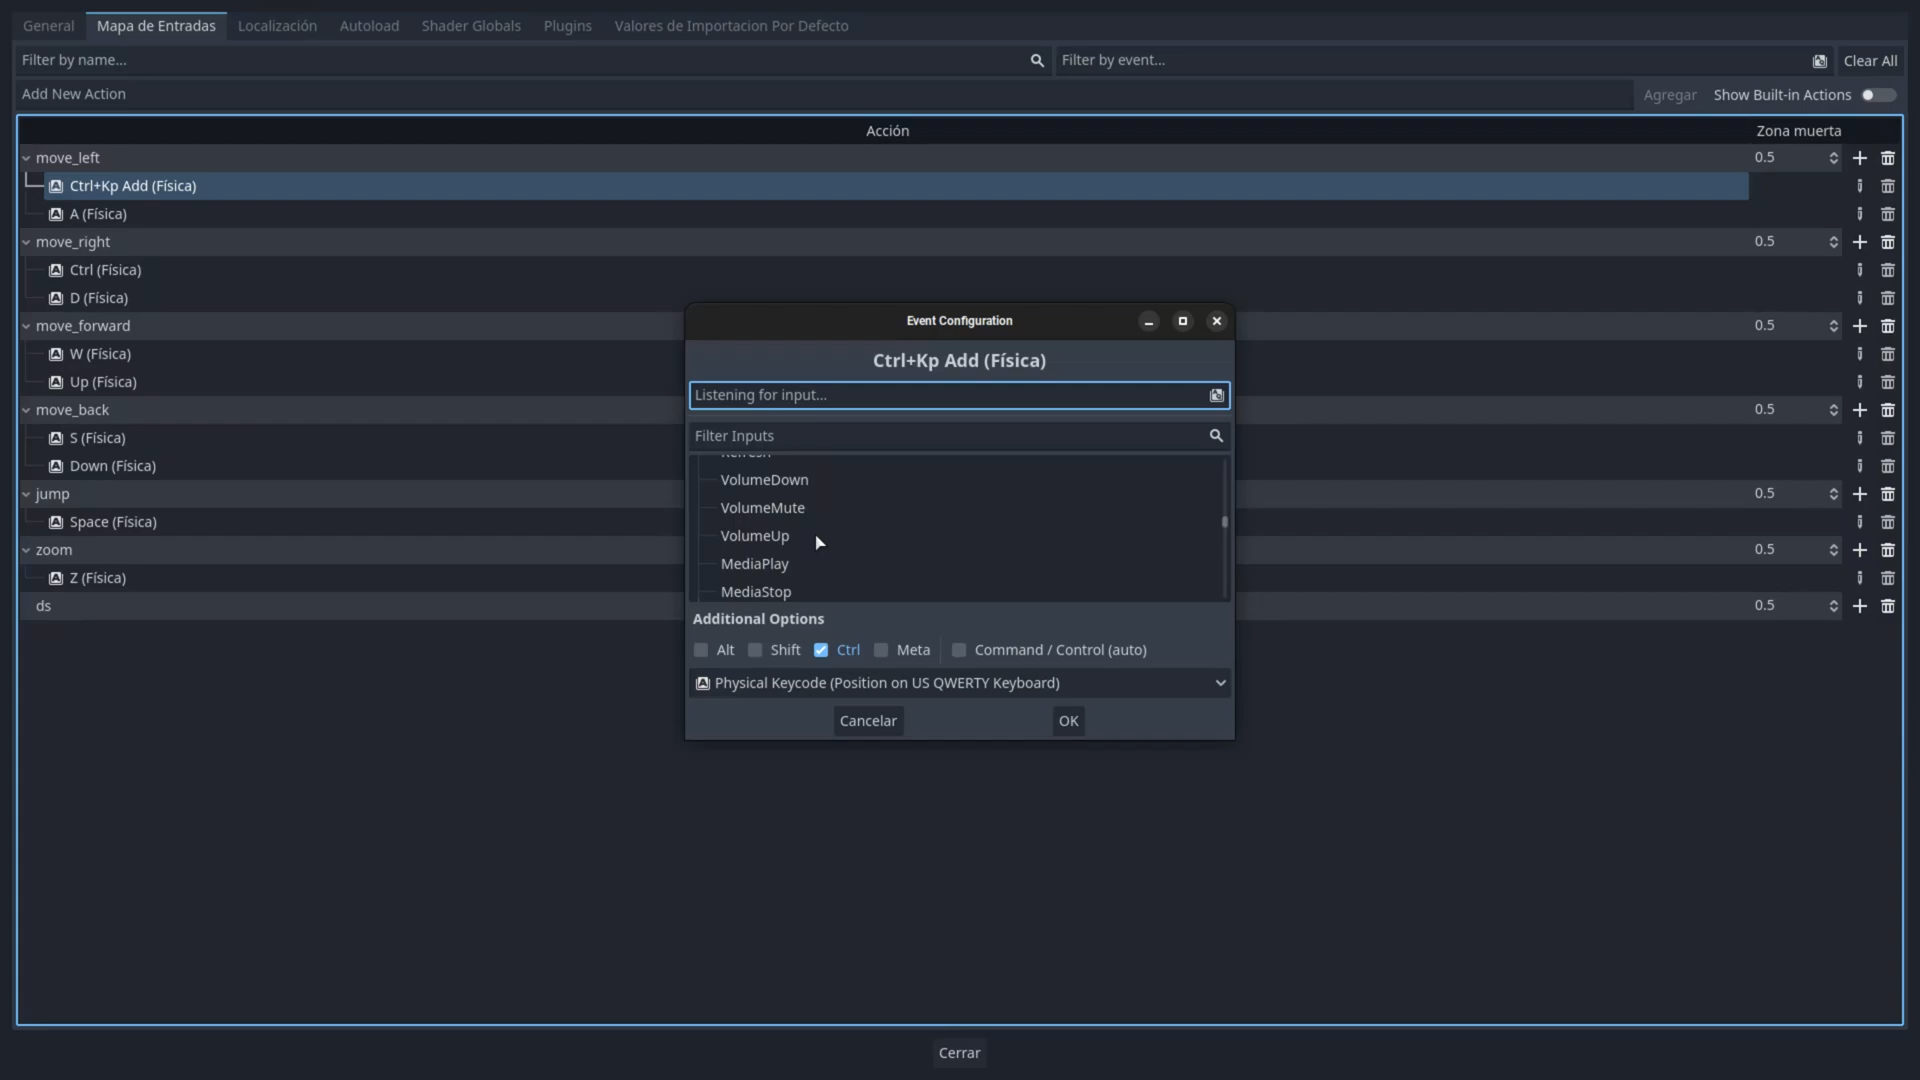 General Mapa de Entradas Localización Autoload Shader Globals Plugins Valores de Importacion Por Defecto
Filter by name... Filter by event... Clear All
Add New Action Agregar Show Built-in Actions
Acción Zona muerta
move_left 0.5
Ctrl+Kp Add (Física)
A (Física)
move_right 0.5
Ctrl (Física)
D (Física)
move_forward 0.5
W (Física)
Up (Física)
move_back 0.5
S (Física)
Down (Física)
jump 0.5
Space (Física)
zoom 0.5
Z (Física)
ds 0.5
Event Configuration
Ctrl+Kp Add (Física)
Listening for input...
Filter Inputs
Refresh
VolumeDown
VolumeMute
VolumeUp
MediaPlay
MediaStop
Additional Options
Alt Shift Ctrl Meta Command / Control (auto)
Physical Keycode (Position on US QWERTY Keyboard)
Cancelar OK
Cerrar